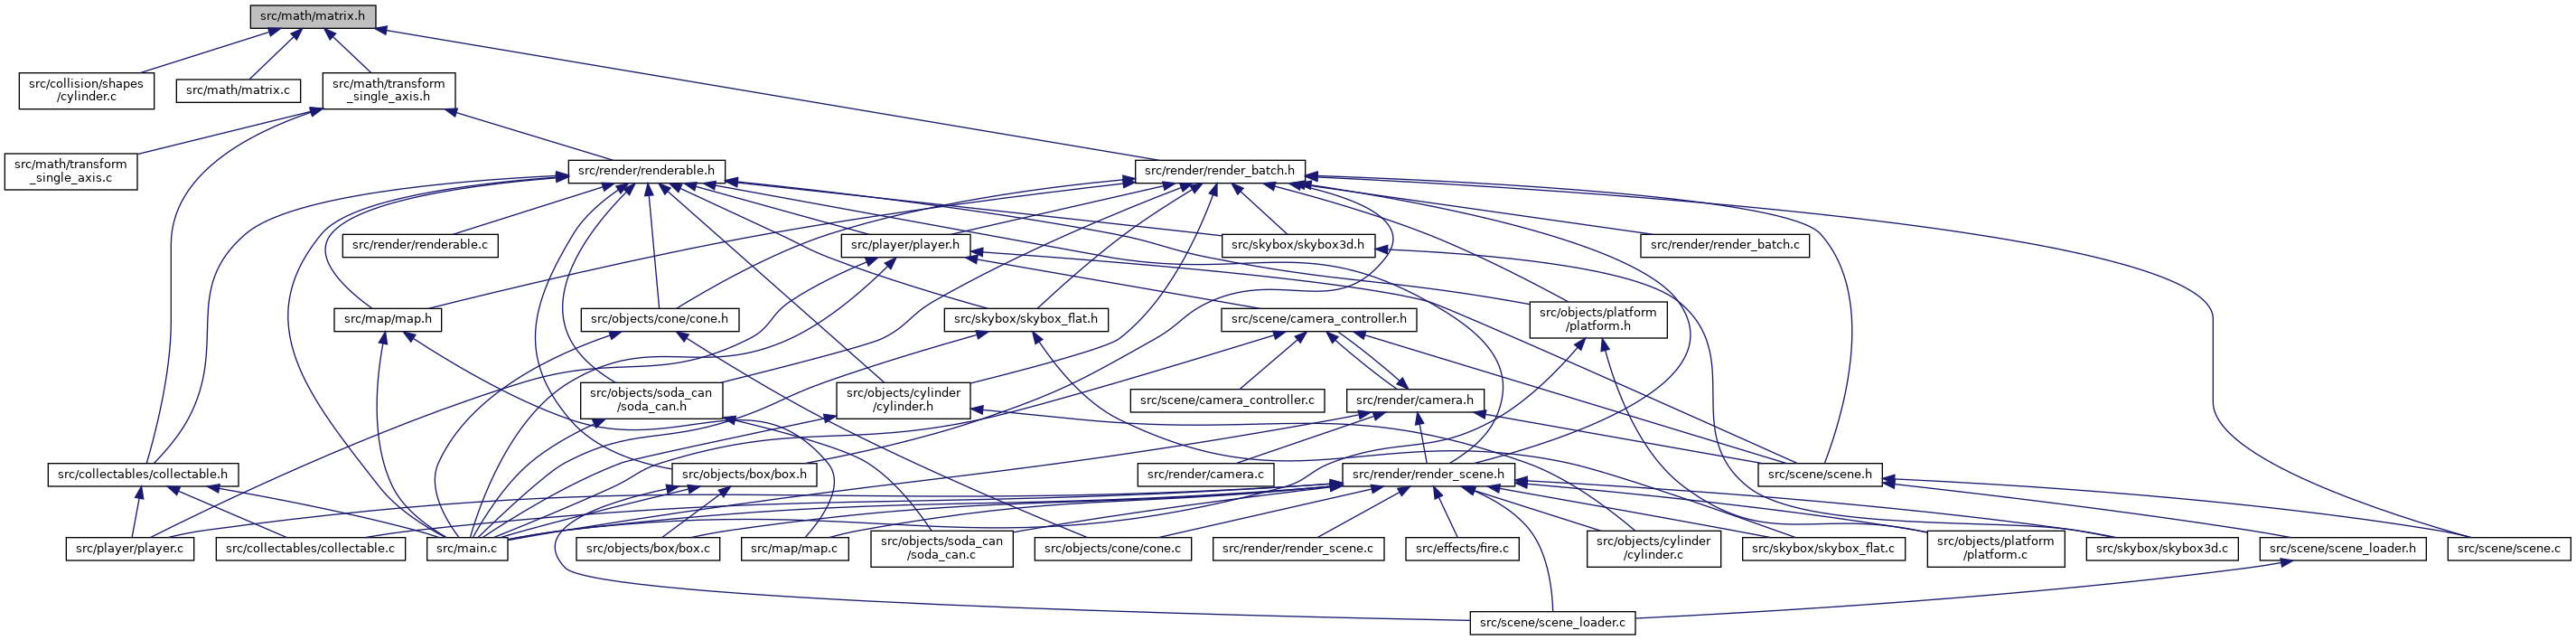 src/math/matrix.h
src/collision/shapes
/cylinder.c
src/math/matrix.c
src/math/transform
_single_axis.h
src/math/transform
_single_axis.c
src/render/renderable.h
src/render/render_batch.h
src/render/renderable.c
src/player/player.h
src/skybox/skybox3d.h
src/render/render_batch.c
src/map/map.h
src/objects/cone/cone.h
src/skybox/skybox_flat.h
src/scene/camera_controller.h
src/objects/platform
/platform.h
src/objects/soda_can
/soda_can.h
src/objects/cylinder
/cylinder.h
src/scene/camera_controller.c
src/render/camera.h
src/collectables/collectable.h
src/objects/box/box.h
src/render/camera.c
src/render/render_scene.h
src/scene/scene.h
src/player/player.c
src/collectables/collectable.c
src/main.c
src/objects/box/box.c
src/map/map.c
src/objects/soda_can
/soda_can.c
src/objects/cone/cone.c
src/render/render_scene.c
src/effects/fire.c
src/objects/cylinder
/cylinder.c
src/skybox/skybox_flat.c
src/objects/platform
/platform.c
src/skybox/skybox3d.c
src/scene/scene_loader.h
src/scene/scene.c
src/scene/scene_loader.c